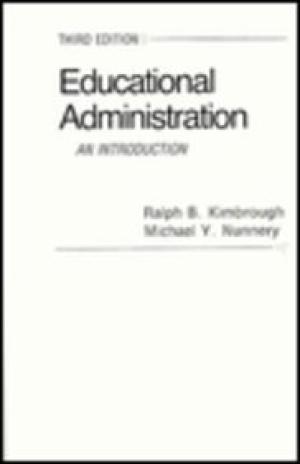 THIRD EDITION
Educational
Administration
AN INTRODUCTION
Ralph B. Kimbrough
Michael Y. Nunnery